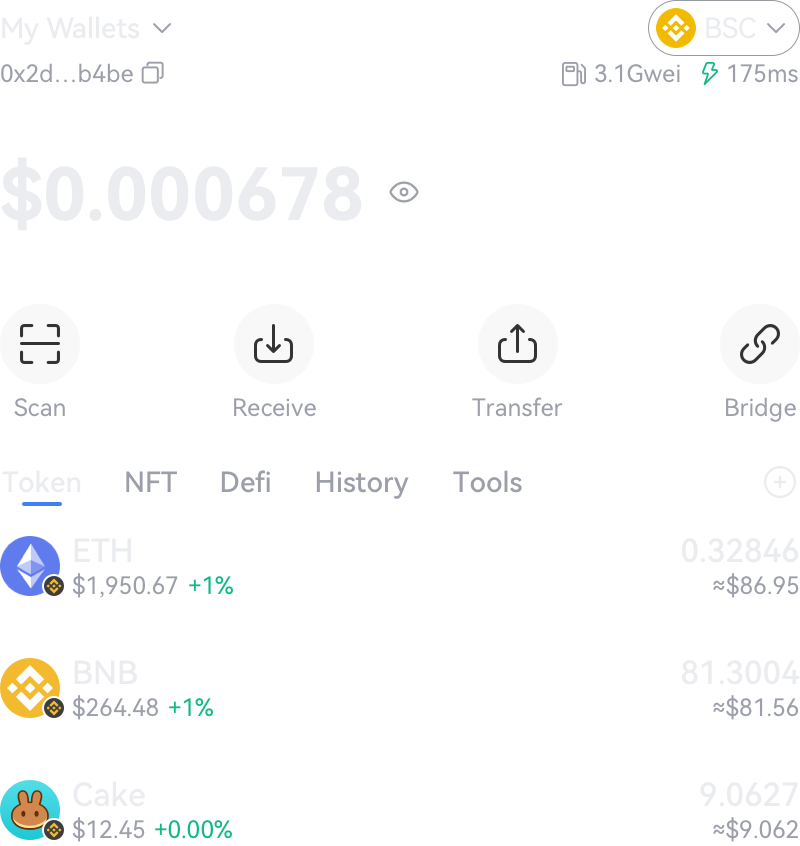 My Wallets
BSC
0x2d...b4be
3.1Gwei 175ms
$0.000678
Scan Receive Transfer Bridge
Token NFT Defi History Tools
ETH 0.32846
$1,950.67 +1% ≈$86.95
BNB 81.3004
$264.48 +1% ≈$81.56
Cake 9.0627
$12.45 +0.00% ≈$9.062